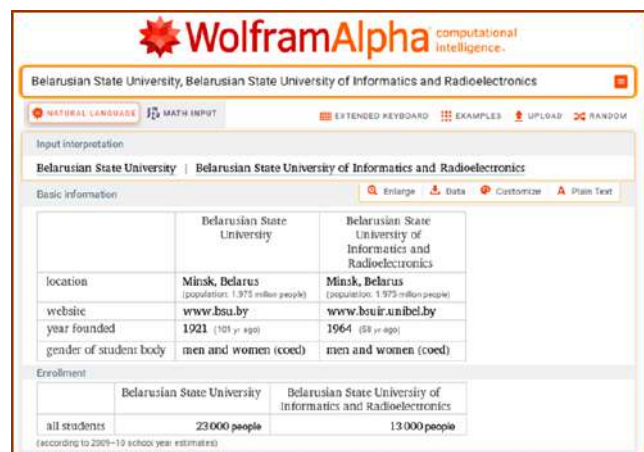 WolframAlpha computational intelligence.
Belarusian State University, Belarusian State University of Informatics and Radioelectronics
NATURAL LANGUAGE MATH INPUT EXTENDED KEYBOARD EXAMPLES UPLOAD RANDOM
Input interpretation
Belarusian State University | Belarusian State University of Informatics and Radioelectronics
Basic information Enlarge Data Customize A Plain Text
Belarusian State University Belarusian State University of Informatics and Radioelectronics
location Minsk, Belarus Minsk, Belarus
(population: 1.975 million people) (population: 1.975 million people)
website www.bsu.by www.bsuir.unibel.by
year founded 1921 (101 yr ago) 1964 (58 yr ago)
gender of student body men and women (coed) men and women (coed)
Enrollment
Belarusian State University Belarusian State University of Informatics and Radioelectronics
all students 23000 people 13000 people
(according to 2009–10 school year estimates)